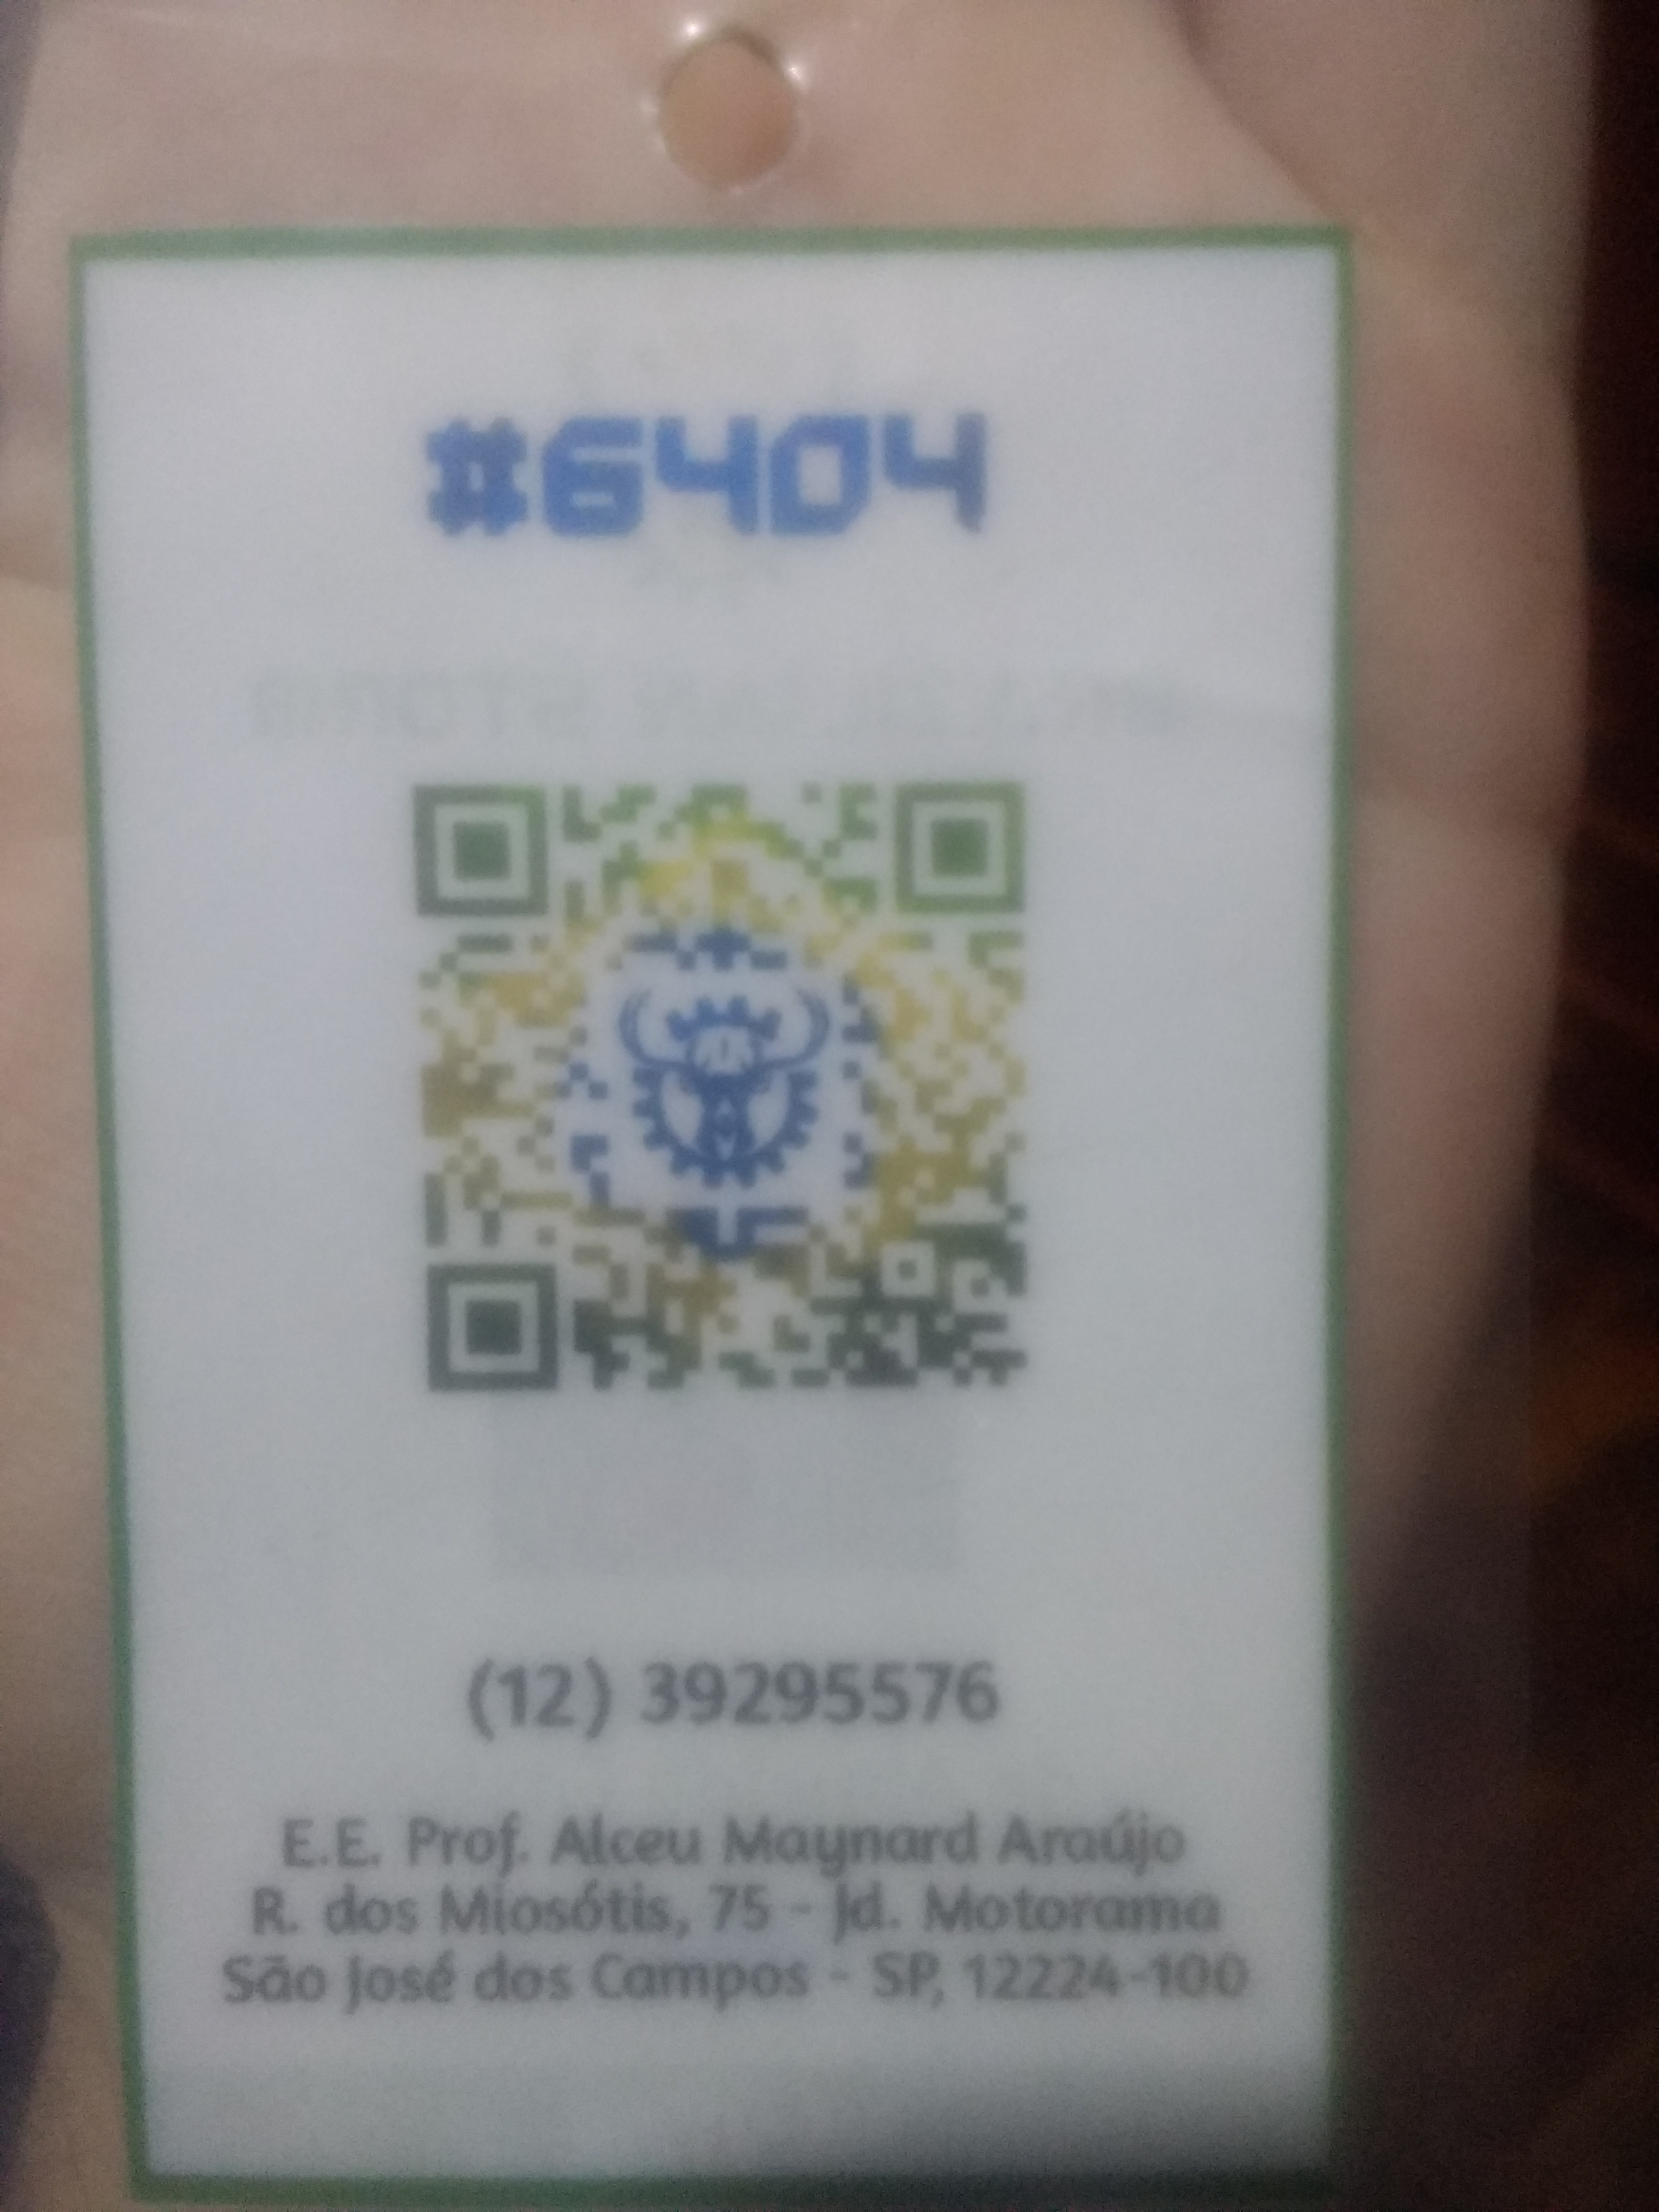 #6404
(12) 39295576
E.E. Prof. Alceu Maynard Araújo
R. dos Miosótis, 75 - Jd. Motorama
São José dos Campos - SP, 12224-100